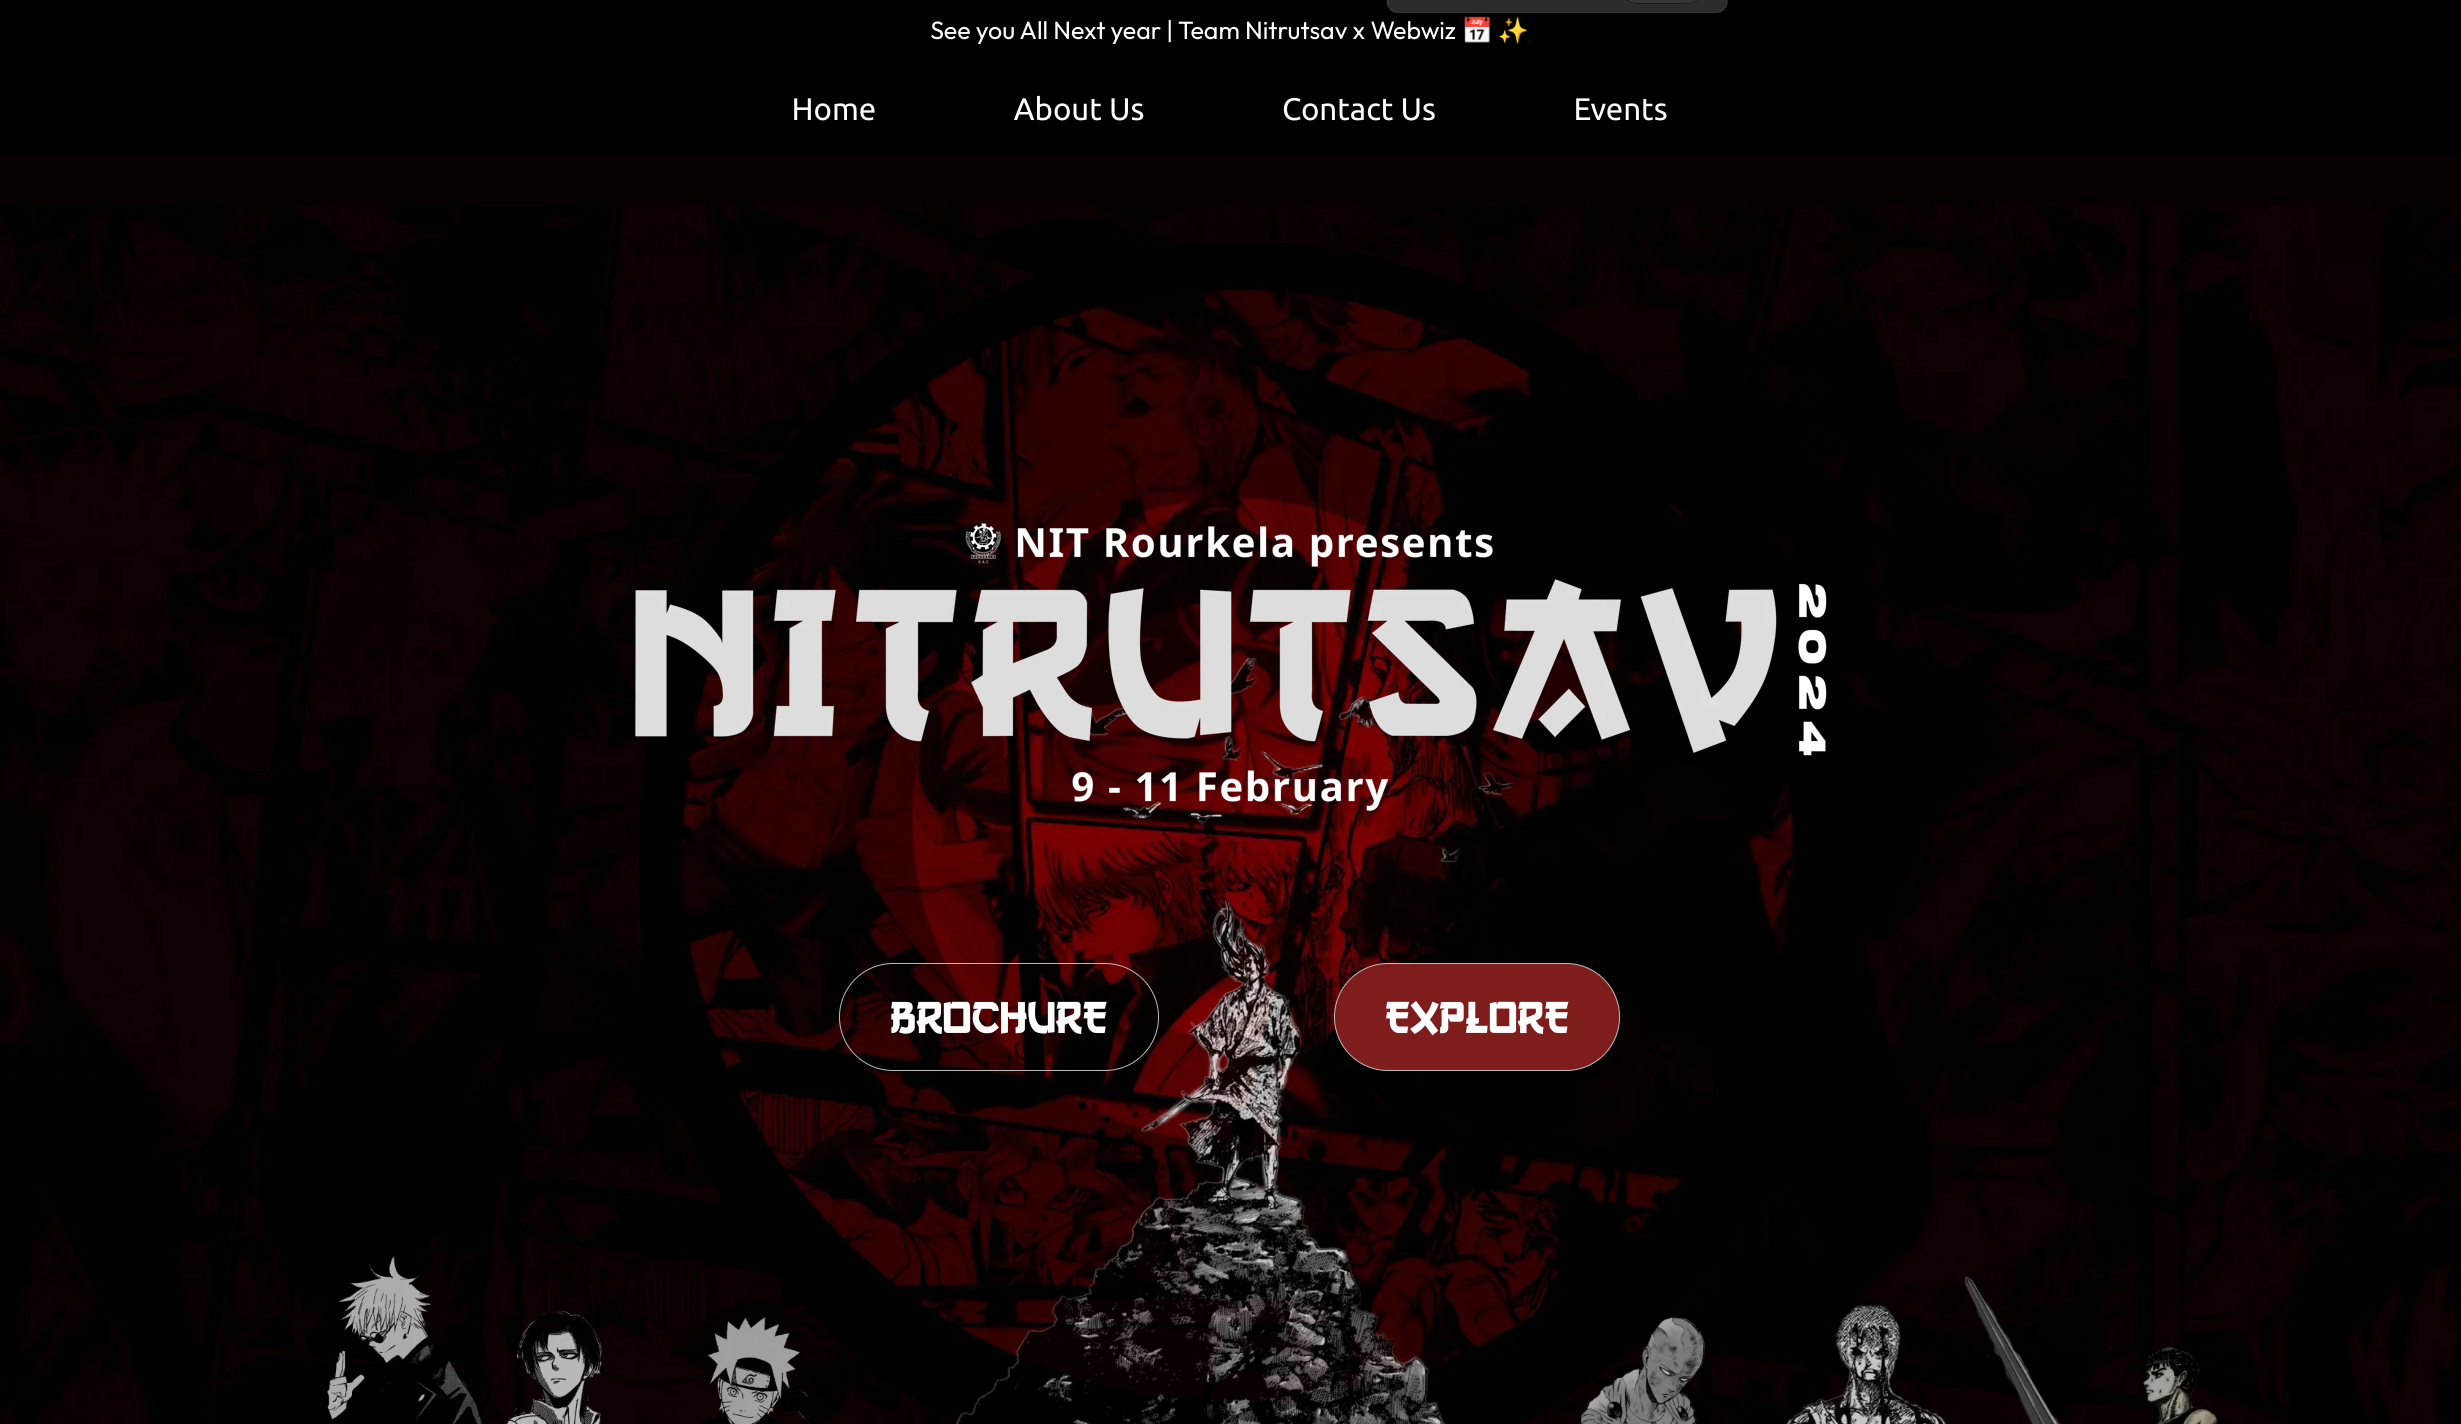 See you All Next year | Team Nitrutsav x Webwiz 📅 ✨
Home About Us Contact Us Events
NIT Rourkela presents
NITRUTSAV
2024
9 - 11 February
BROCHURE EXPLORE